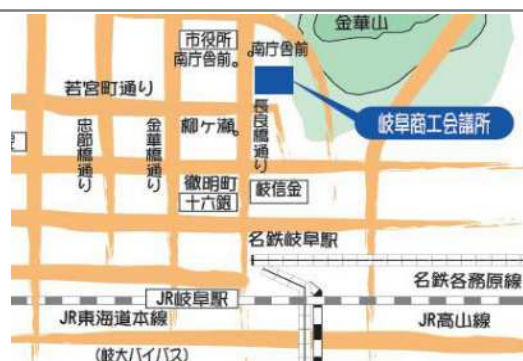 金華山
市役所
南庁舎前
南庁舎前
若宮町通り
岐阜商工会議所
忠節橋通り
金華橋通り
柳ケ瀬
長良橋通り
徹明町
十六銀
岐信金
名鉄岐阜駅
名鉄各務原線
JR岐阜駅
JR東海道本線
JR高山線
(岐大バイパス)